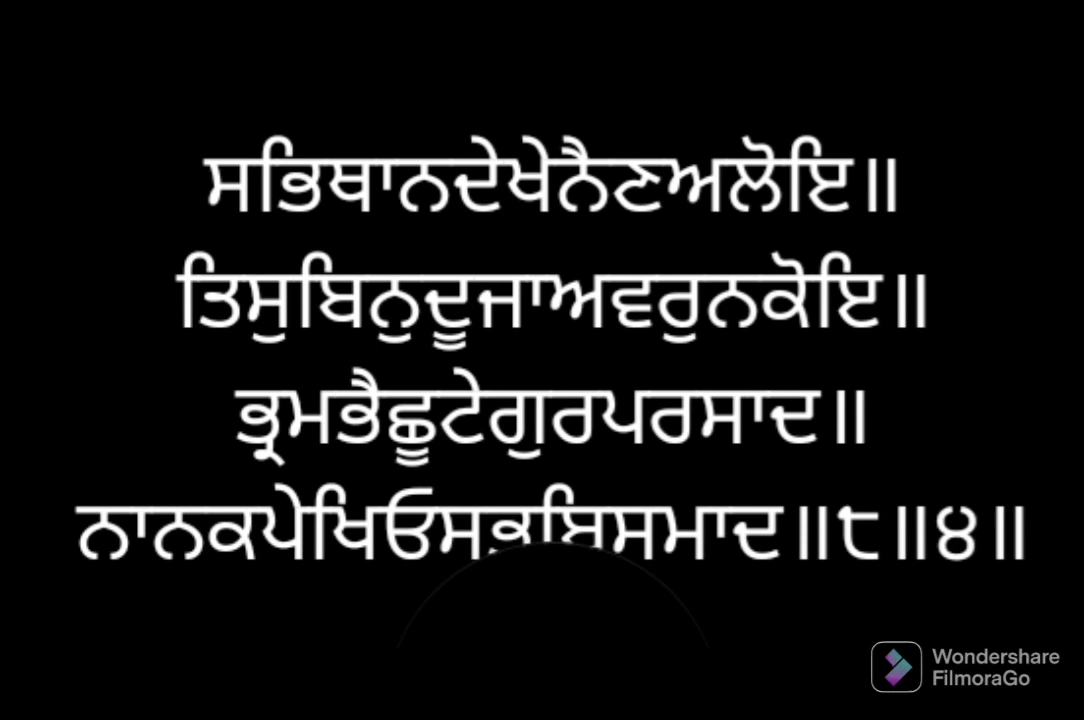 ਸਭਿਥਾਨਦੇਖੇਨੈਣਅਲੋਇ॥
ਤਿਸੁਬਿਨੁਦੂਜਾਅਵਰੁਨਕੋਇ॥
ਭ੍ਰਮਭੈਛੂਟੇਗੁਰਪਰਸਾਦ॥
ਨਾਨਕਪੇਖਿਓਸਭੁਬਿਸਮਾਦ॥੮॥੪॥
Wondershare
FilmoraGo